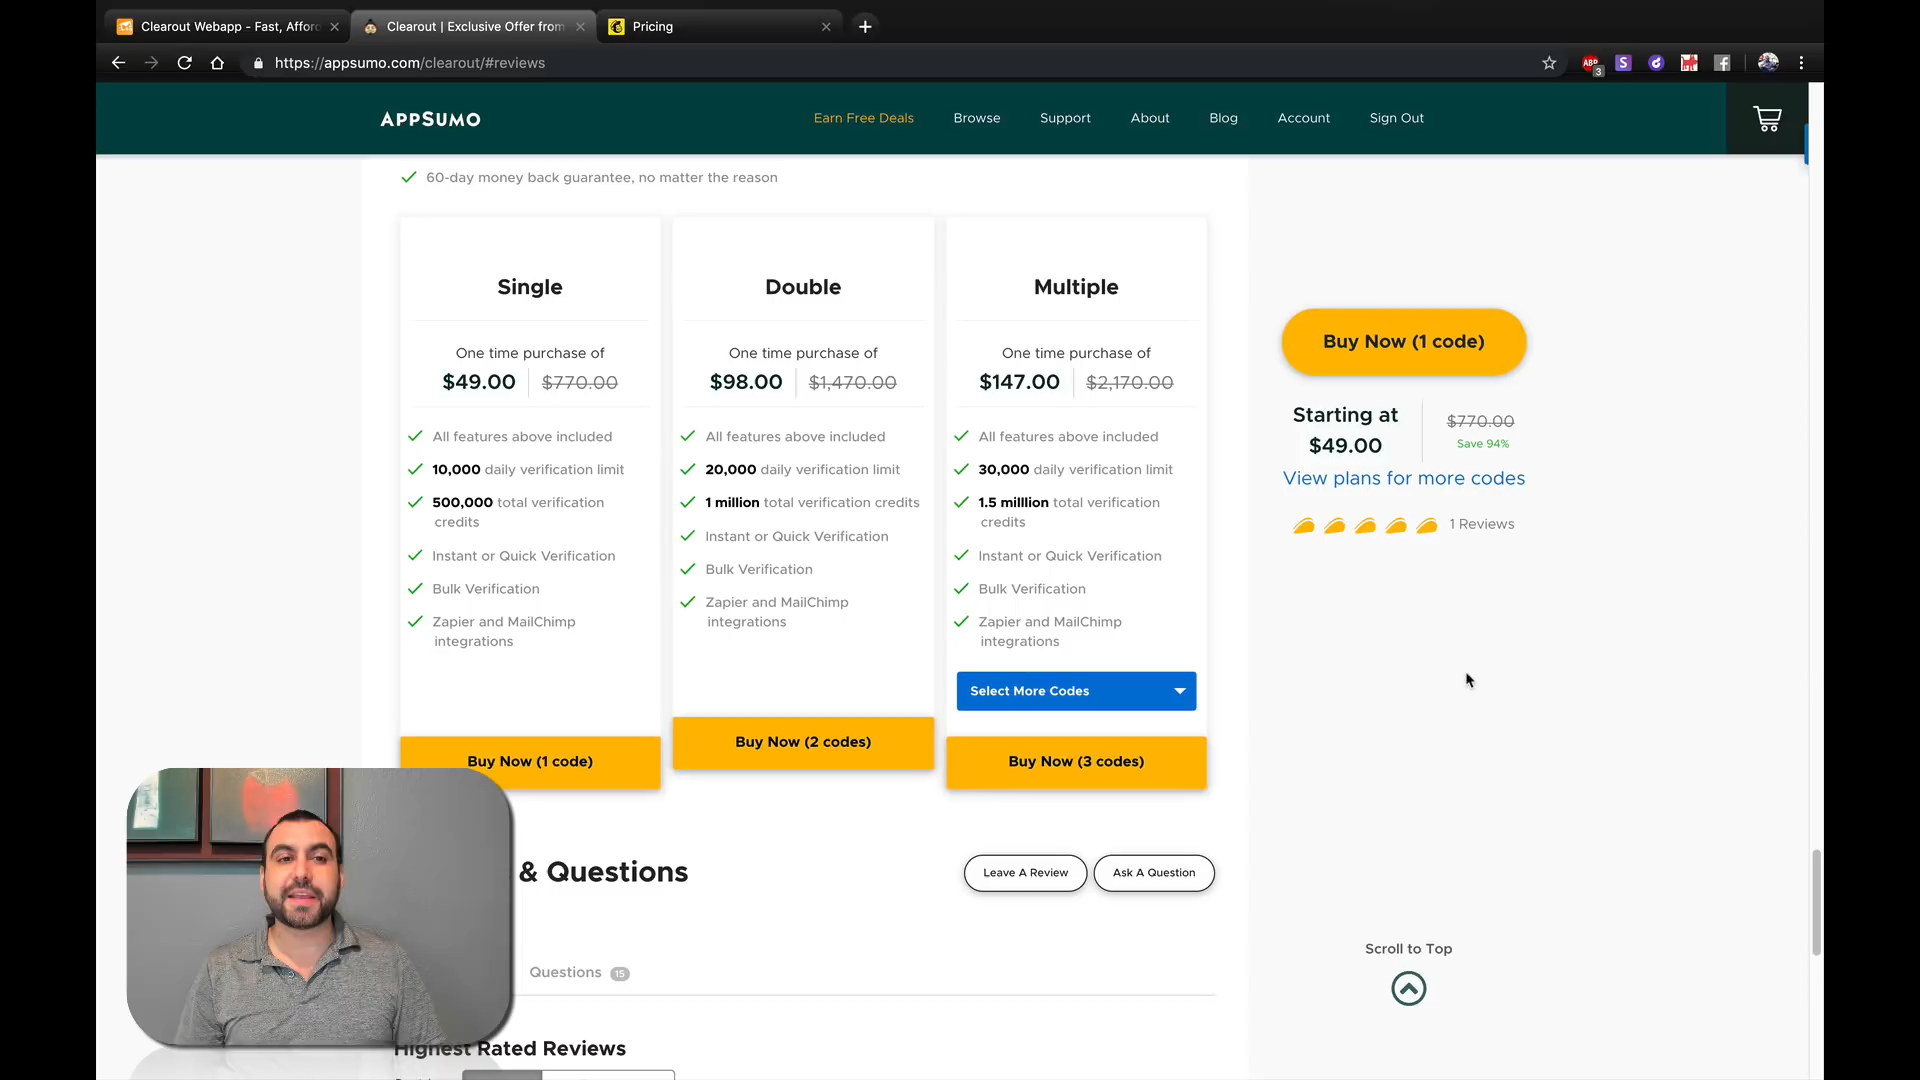 Clearout Webapp - Fast, Affor
Clearout | Exclusive Offer from
Pricing
https://appsumo.com/clearout/#reviews
ABP
3
S
APPSUMO
Earn Free Deals
Browse
Support
About
Blog
Account
Sign Out
60-day money back guarantee, no matter the reason
Single
One time purchase of
$49.00
$770.00
All features above included
10,000 daily verification limit
500,000 total verification
credits
Instant or Quick Verification
Bulk Verification
Zapier and MailChimp
integrations
Buy Now (1 code)
Double
One time purchase of
$98.00
$1,470.00
All features above included
20,000 daily verification limit
1 million total verification credits
Instant or Quick Verification
Bulk Verification
Zapier and MailChimp
integrations
Buy Now (2 codes)
Multiple
One time purchase of
$147.00
$2,170.00
All features above included
30,000 daily verification limit
1.5 milllion total verification
credits
Instant or Quick Verification
Bulk Verification
Zapier and MailChimp
integrations
Select More Codes
Buy Now (3 codes)
Buy Now (1 code)
Starting at
$49.00
$770.00
Save 94%
View plans for more codes
1 Reviews
& Questions
Leave A Review
Ask A Question
Questions 15
Scroll to Top
Highest Rated Reviews